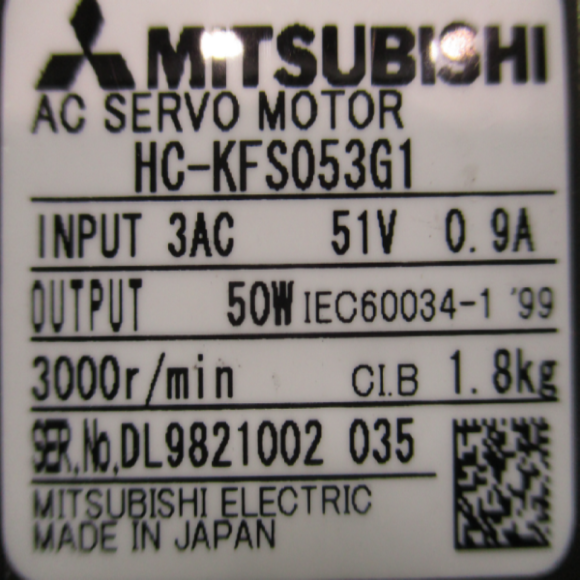 MITSUBISHI
AC SERVO MOTOR
HC-KFS053G1
INPUT 3AC 51V 0.9A
OUTPUT 50W IEC60034-1 '99
3000r/min CI.B 1.8kg
SER.No.DL9821002 035
MITSUBISHI ELECTRIC
MADE IN JAPAN